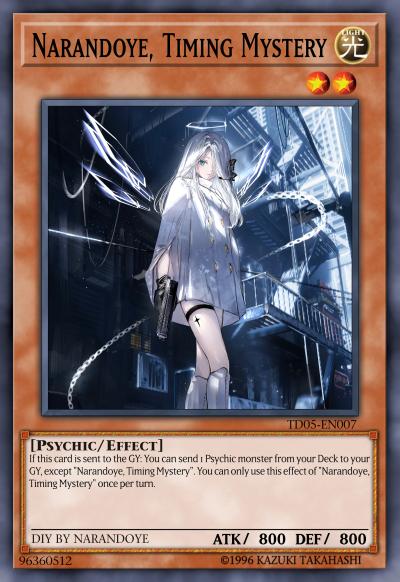 Narandoye, Timing Mystery
LIGHT
光
TD05-EN007
[Psychic/Effect]
If this card is sent to the GY: You can send 1 Psychic monster from your Deck to your
GY, except "Narandoye, Timing Mystery". You can only use this effect of "Narandoye,
Timing Mystery" once per turn.
DIY BY NARANDOYE
ATK/ 800 DEF/ 800
96360512
©1996 KAZUKI TAKAHASHI